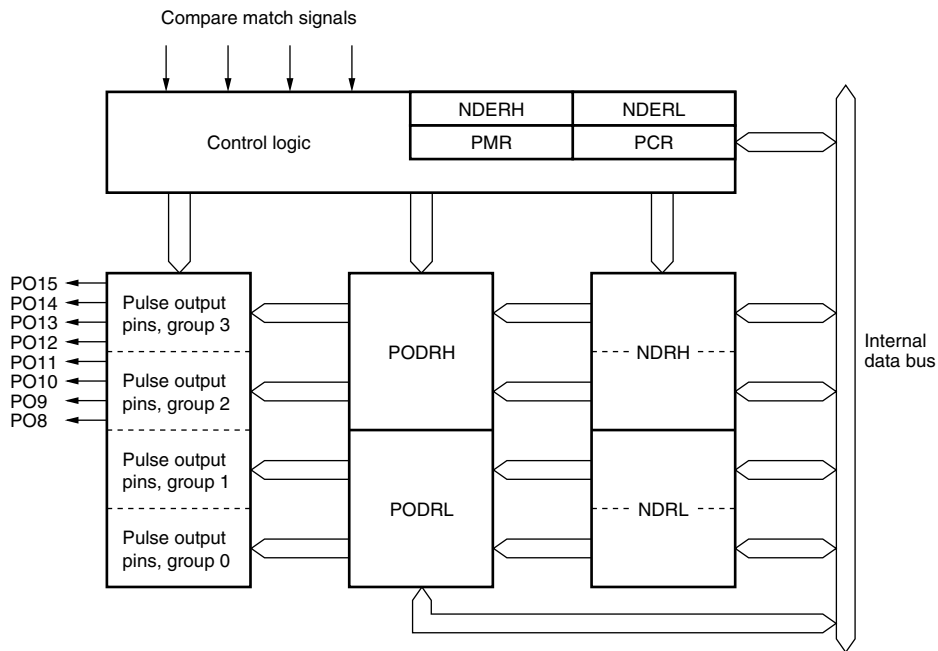 Compare match signals
NDERH
NDERL
Control logic
PMR
PCR
PO15
PO14
PO13
PO12
PO11
PO10
PO9
PO8
Pulse output
pins, group 3
Pulse output
pins, group 2
Pulse output
pins, group 1
Pulse output
pins, group 0
PODRH
PODRL
NDRH
NDRL
Internal
data bus